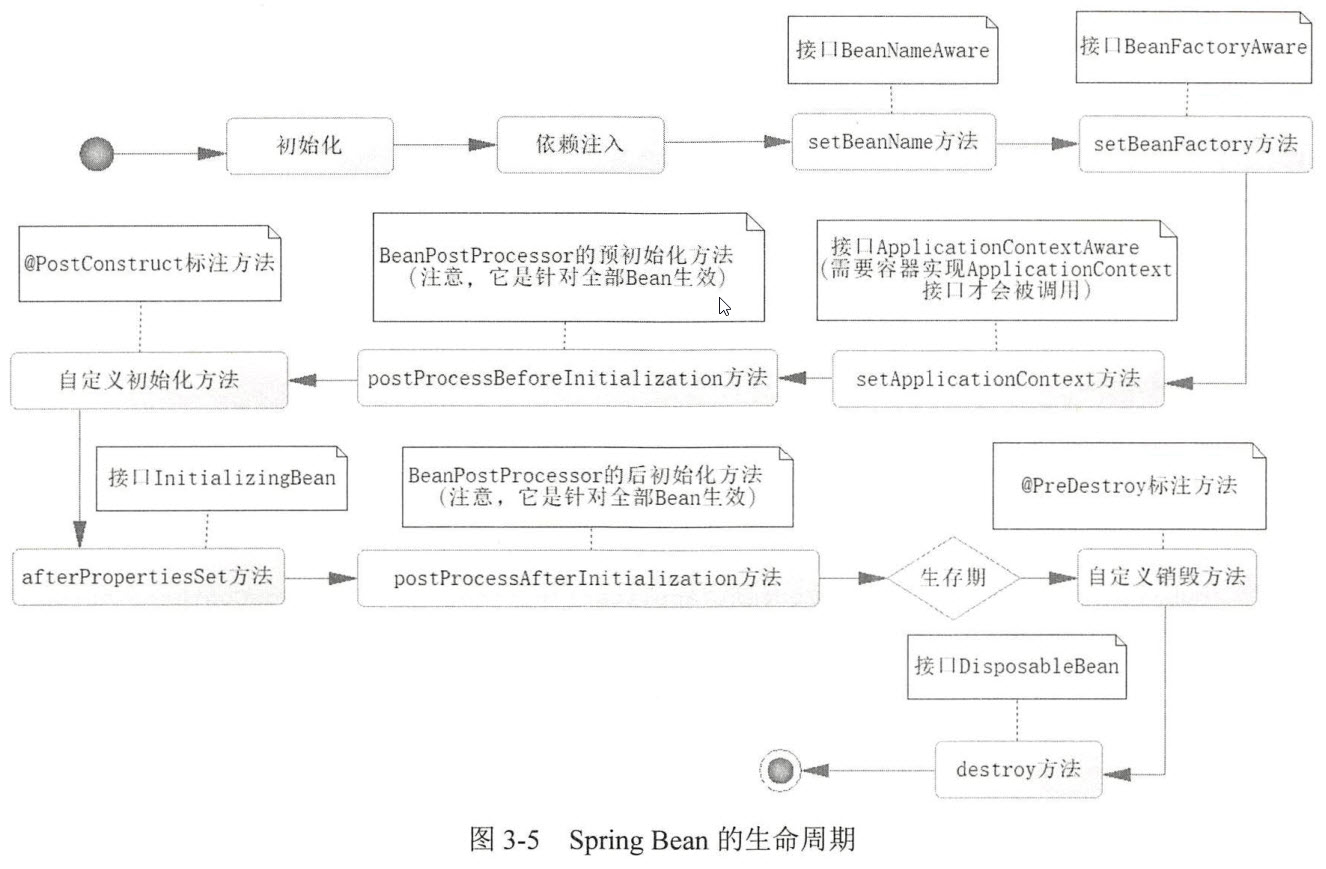 接口BeanNameAware
接口BeanFactoryAware
初始化
依赖注入
setBeanName方法
setBeanFactory方法
@PostConstruct标注方法
BeanPostProcessor的预初始化方法
（注意，它是针对全部Bean生效）
接口ApplicationContextAware
(需要容器实现ApplicationContext
接口才会被调用)
自定义初始化方法
postProcessBeforeInitialization方法
setApplicationContext方法
接口InitializingBean
BeanPostProcessor的后初始化方法
（注意，它是针对全部Bean生效）
@PreDestroy标注方法
afterPropertiesSet方法
postProcessAfterInitialization方法
生存期
自定义销毁方法
接口DisposableBean
destroy方法
图 3-5 Spring Bean 的生命周期